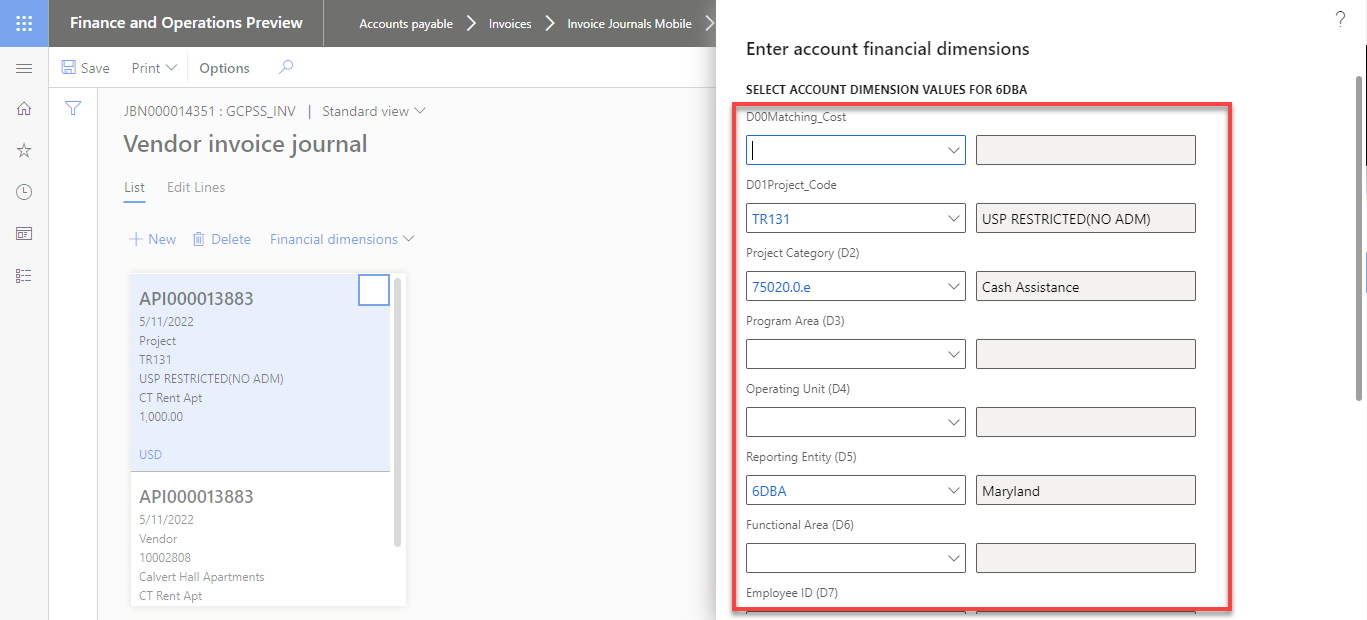 Finance and Operations Preview
Accounts payable
Invoices
Invoice Journals Mobile
Save
Print
Options
JBN000014351 : GCPSS_INV | Standard view
Vendor invoice journal
List
Edit Lines
New
Delete
Financial dimensions
API000013883
5/11/2022
Project
TR131
USP RESTRICTED(NO ADM)
CT Rent Apt
1,000.00
USD
API000013883
5/11/2022
Vendor
10002808
Calvert Hall Apartments
CT Rent Apt
?
Enter account financial dimensions
SELECT ACCOUNT DIMENSION VALUES FOR 6DBA
D00Matching_Cost
D01Project_Code
TR131
USP RESTRICTED(NO ADM)
Project Category (D2)
75020.0.e
Cash Assistance
Program Area (D3)
Operating Unit (D4)
Reporting Entity (D5)
6DBA
Maryland
Functional Area (D6)
Employee ID (D7)